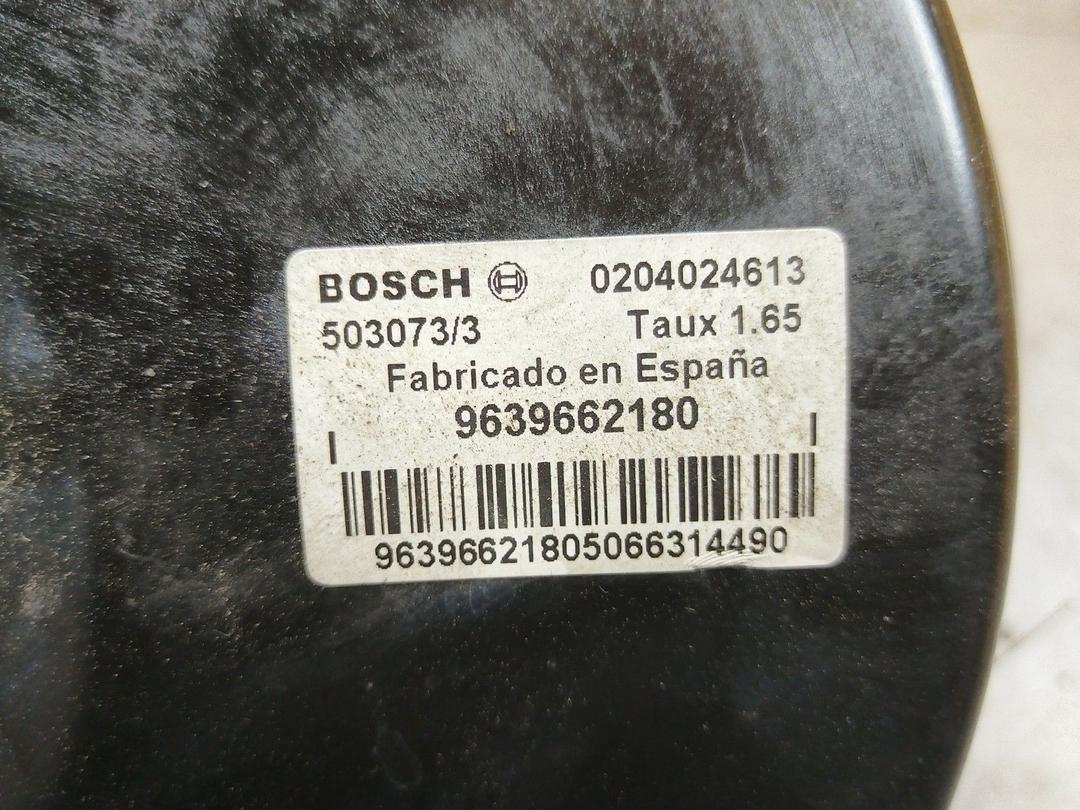 BOSCH 0204024613
503073/3 Taux 1.65
Fabricado en España
9639662180
96396621805066314490